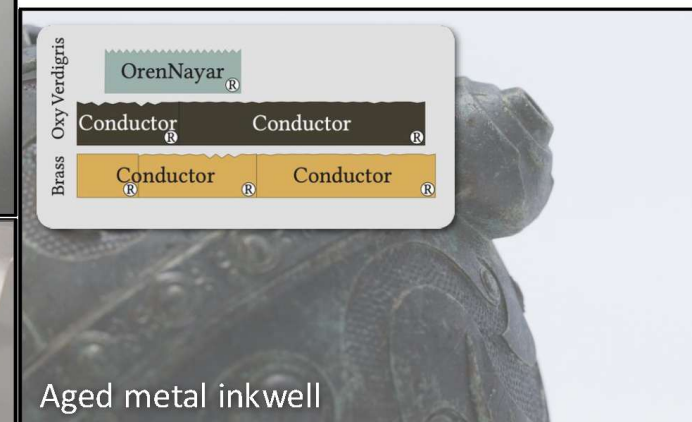 Oxy Verdigris
OrenNayar ®
Conductor ® Conductor ®
Brass
® Conductor ® Conductor ®
Aged metal inkwell